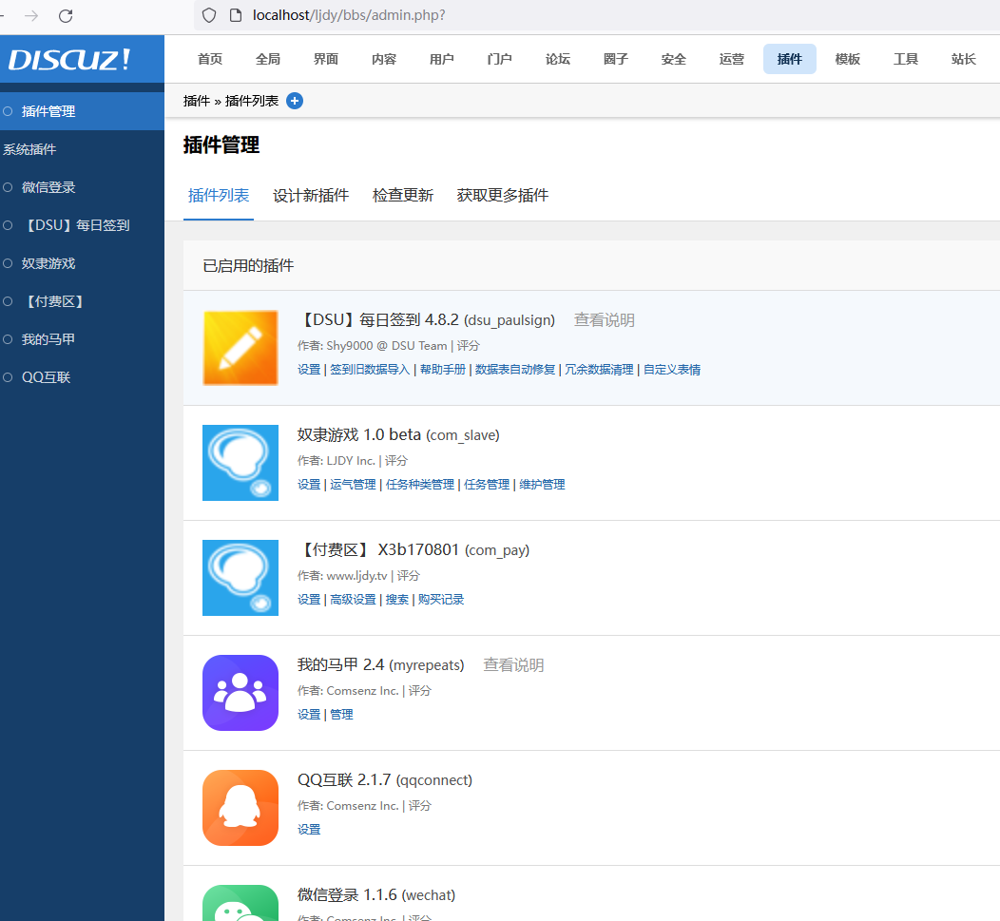 localhost/ljdy/bbs/admin.php?
DISCUZ!
首页 全局 界面 内容 用户 门户 论坛 圈子 安全 运营 插件 模板 工具 站长
插件 » 插件列表
插件管理
系统插件
微信登录
【DSU】每日签到
奴隶游戏
【付费区】
我的马甲
QQ互联
插件管理
插件列表 设计新插件 检查更新 获取更多插件
已启用的插件
【DSU】每日签到 4.8.2 (dsu_paulsign) 查看说明
作者: Shy9000 @ DSU Team | 评分
设置 | 签到旧数据导入 | 帮助手册 | 数据表自动修复 | 冗余数据清理 | 自定义表情
奴隶游戏 1.0 beta (com_slave)
作者: LJDY Inc. | 评分
设置 | 运气管理 | 任务种类管理 | 任务管理 | 维护管理
【付费区】 X3b170801 (com_pay)
作者: www.ljdy.tv | 评分
设置 | 高级设置 | 搜索 | 购买记录
我的马甲 2.4 (myrepeats) 查看说明
作者: Comsenz Inc. | 评分
设置 | 管理
QQ互联 2.1.7 (qqconnect)
作者: Comsenz Inc. | 评分
设置
微信登录 1.1.6 (wechat)
作者: Comsenz Inc. | 评分